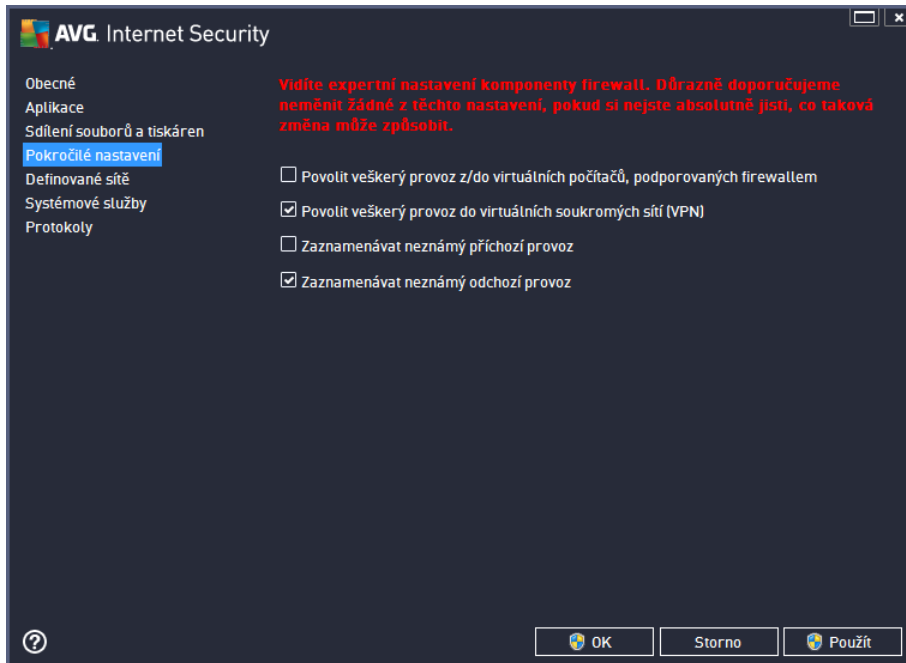 AVG. Internet Security
Obecné
Aplikace
Sdílení souborů a tiskáren
Pokročilé nastavení
Definované sítě
Systémové služby
Protokoly
Vidíte expertní nastavení komponenty firewall. Důrazně doporučujeme
neměnit žádné z těchto nastavení, pokud si nejste absolutně jisti, co taková
změna může způsobit.
Povolit veškerý provoz z/do virtuálních počítačů, podporovaných firewallem
Povolit veškerý provoz do virtuálních soukromých sítí (VPN)
Zaznamenávat neznámý příchozí provoz
Zaznamenávat neznámý odchozí provoz
OK
Storno
Použít